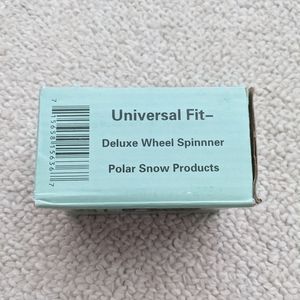 Universal Fit–
Deluxe Wheel Spinnner
Polar Snow Products